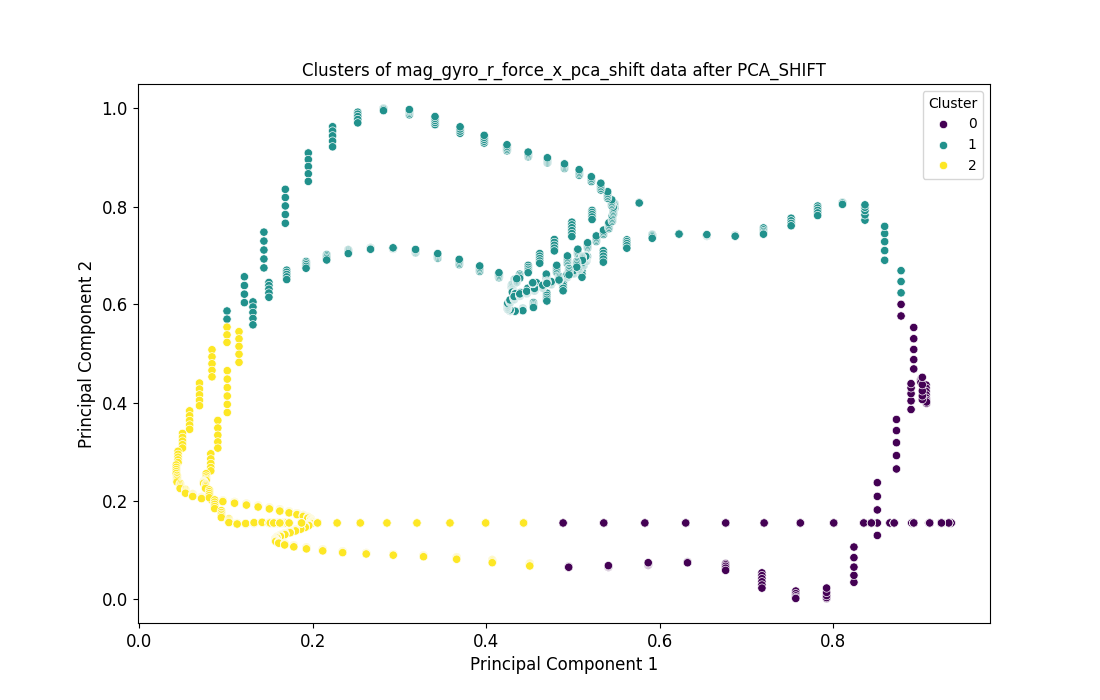 Clusters of mag_gyro_r_force_x_pca_shift data after PCA_SHIFT
Cluster
0
1
2
1.0
0.8
0.6
0.4
0.2
0.0
Principal Component 2
0.0 0.2 0.4 0.6 0.8
Principal Component 1